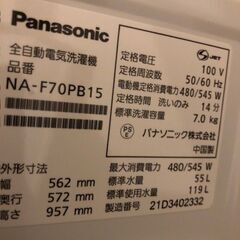 Panasonic
全自動電気洗濯機
品番
NA-F70PB15
JET
定格電圧 100 V
定格周波数 50/60 Hz
電動機定格消費電力 480/545 W
定格時間 洗いのみ 14分
標準容量 7.0 kg
PS E
パナソニック株式会社
中国製
外形寸法
幅 562 mm
奥行 572 mm
高さ 957 mm
最大消費電力 480/545 W
標準水量 55 L
標準使用水量 119 L
製造番号 21D3402332